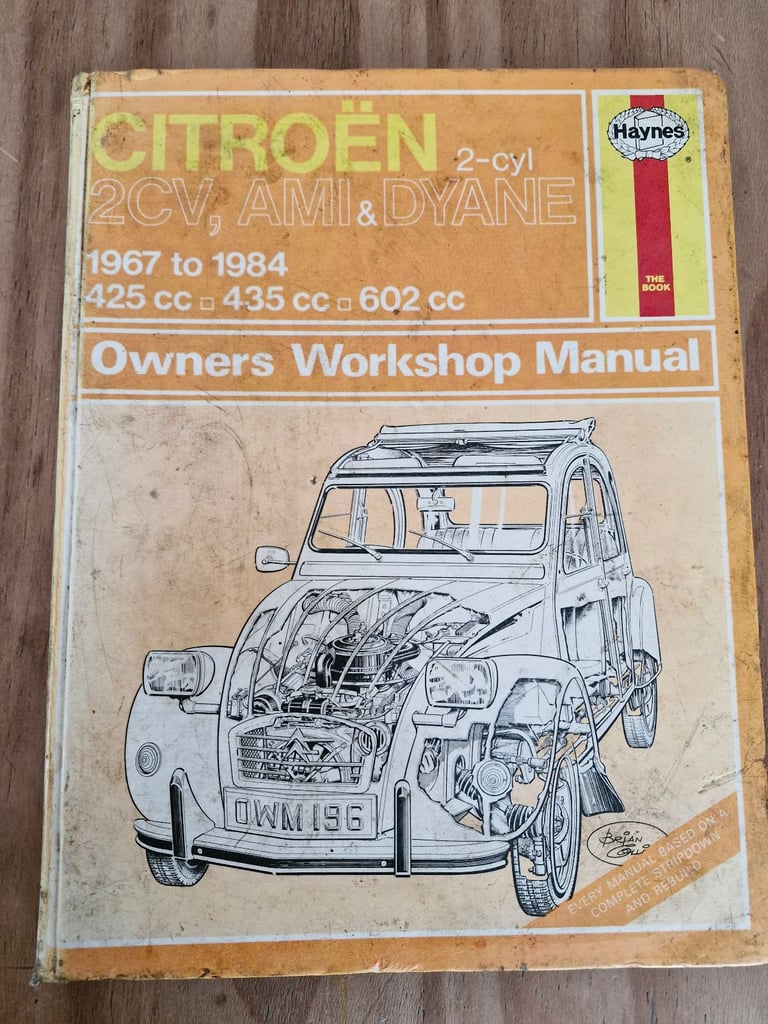 CITROËN 2-cyl
2CV, AMI & DYANE
1967 to 1984
425 cc □ 435 cc □ 602 cc
Haynes
®
THE
BOOK
Owners Workshop Manual
OWM 196
BRIAN
EVERY MANUAL BASED ON A
COMPLETE STRIPDOWN
AND REBUILD